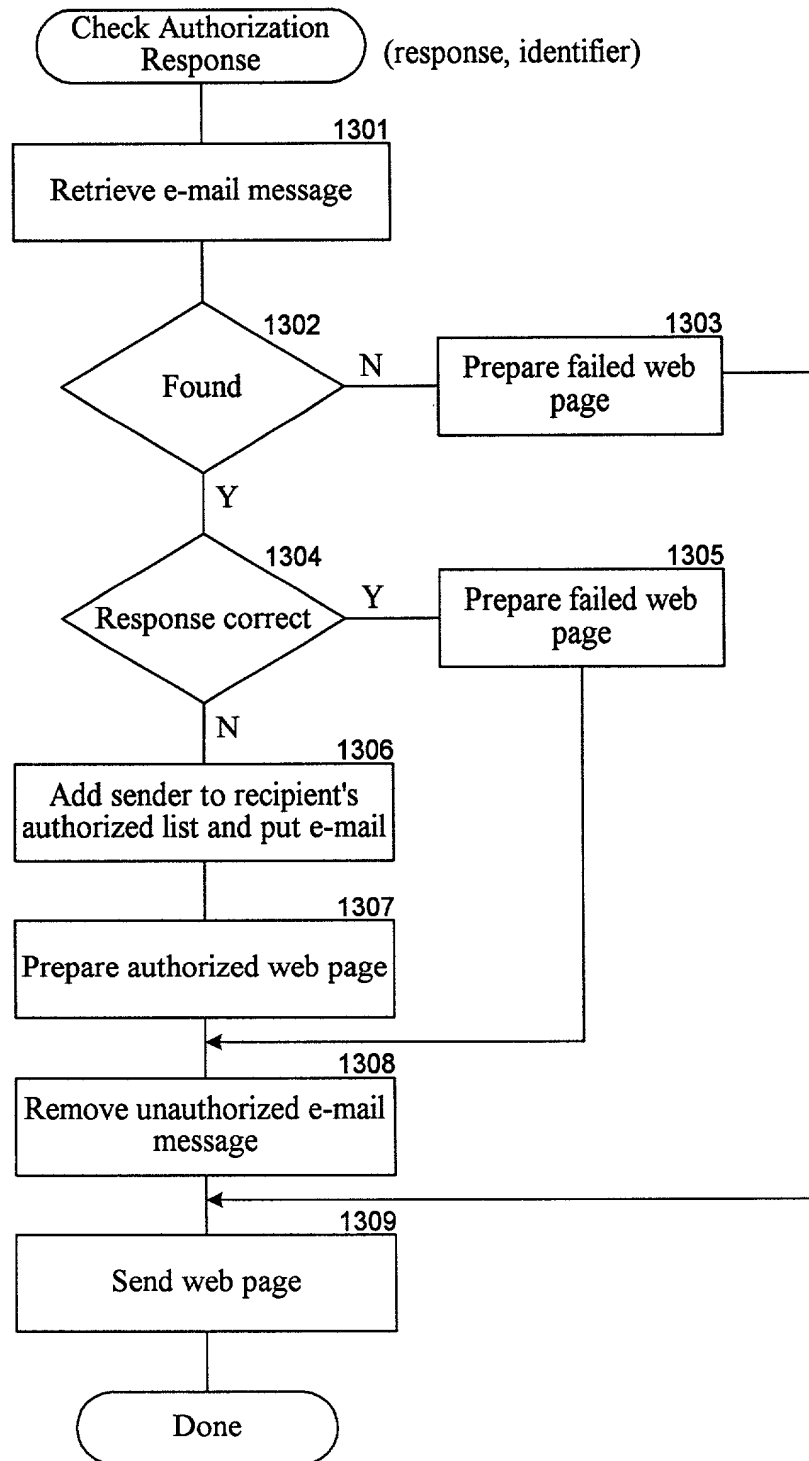 Check Authorization
Response
(response, identifier)
1301
Retrieve e-mail message
1302
Found
N
1303
Prepare failed web
page
Y
1304
Response correct
Y
1305
Prepare failed web
page
N
1306
Add sender to recipient's
authorized list and put e-mail
1307
Prepare authorized web page
1308
Remove unauthorized e-mail
message
1309
Send web page
Done